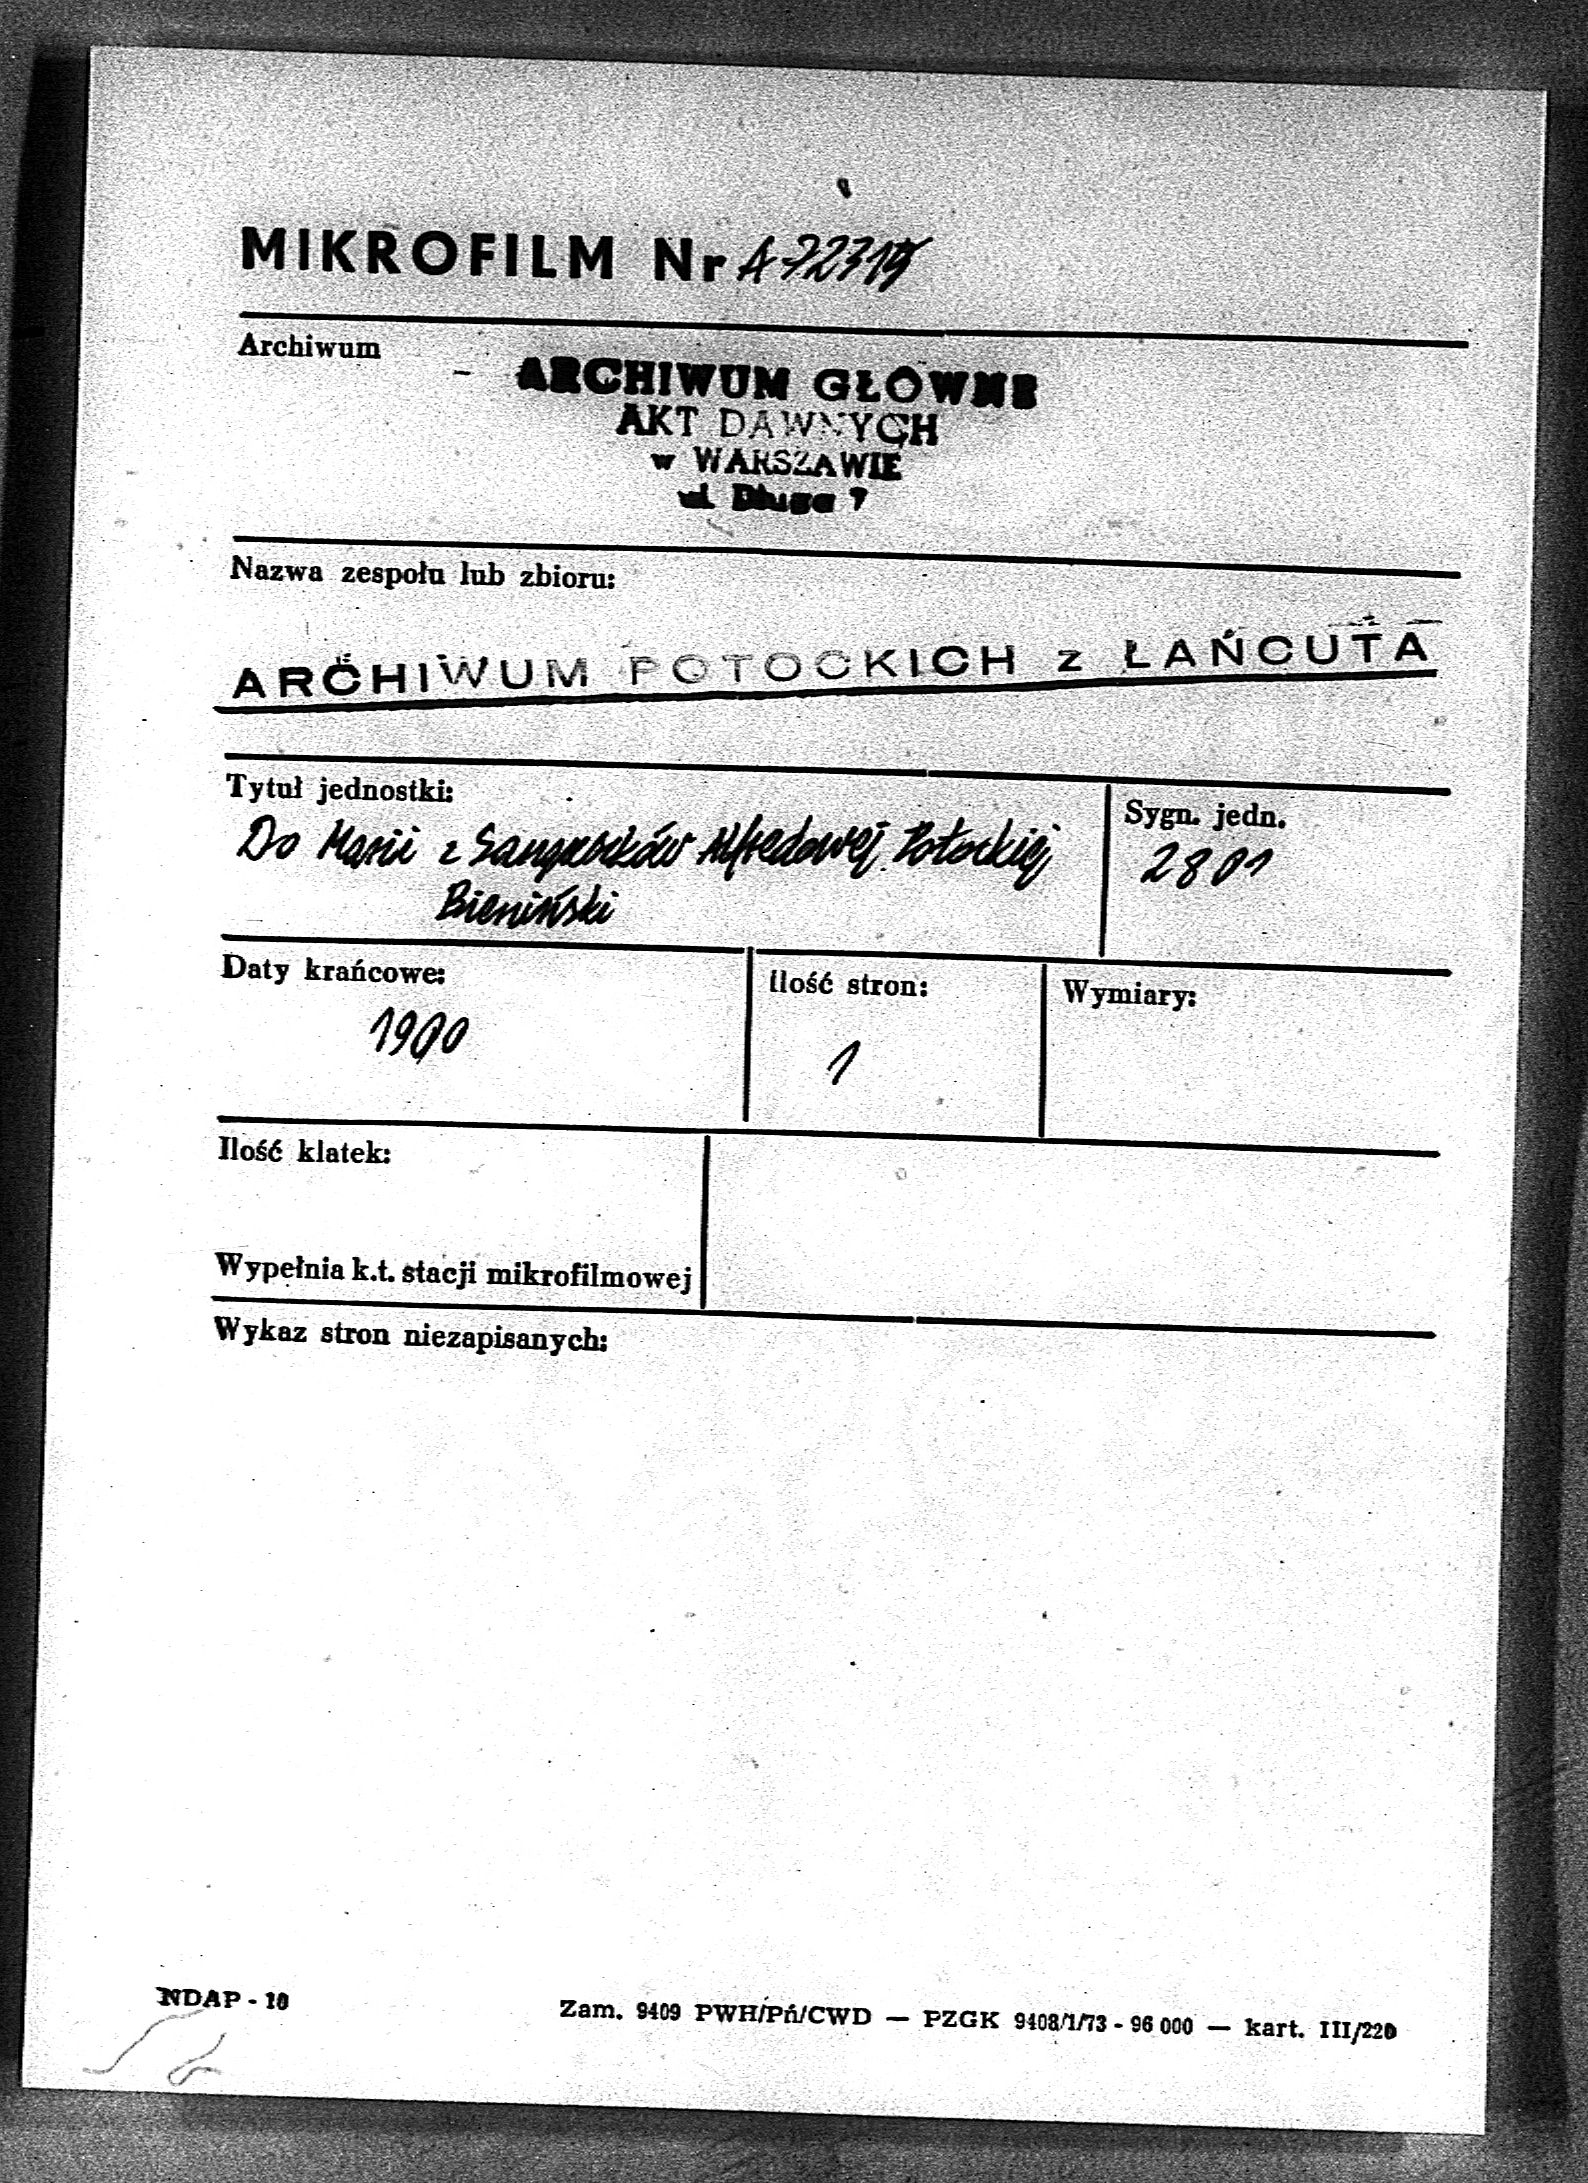 MIKROFILM Nr
Archiwum
ARCHIWUM GŁÓWNE
AKT DAWNYCH
w WARSZAWIE
ul. Długa 7
Nazwa zespołu lub zbioru:
ARCHIWUM POTOCKICH z ŁAŃCUTA
Tytuł jednostki:
Sygn. jedn.
Do Marii z Sanguszków Alfredowej Potockiej
2801
Bieniński
Daty krańcowe:
Ilość stron:
Wymiary:
1900
1
Ilość klatek:
Wypełnia k.t. stacji mikrofilmowej
Wykaz stron niezapisanych:
NDAP - 10
Zam. 9409 PWH/Pń/CWD — PZGK 9408/1/73 - 96 000 — kart. III/220